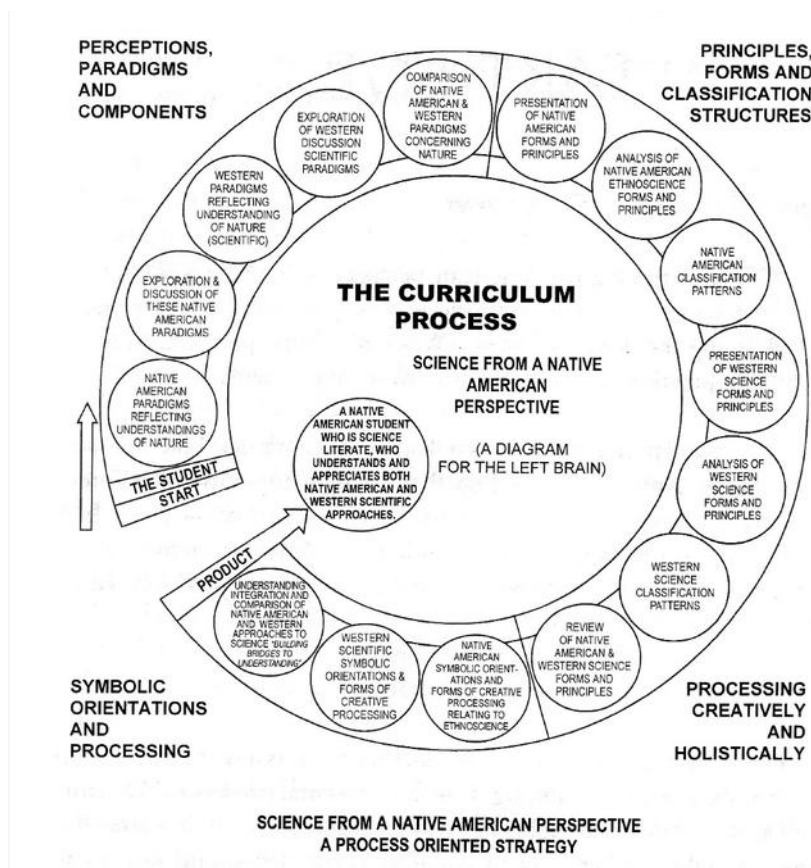 PERCEPTIONS,
PARADIGMS
AND
COMPONENTS
PRINCIPLES,
FORMS AND
CLASSIFICATION
STRUCTURES
THE STUDENT
START
NATIVE
AMERICAN
PARADIGMS
REFLECTING
UNDERSTANDINGS
OF NATURE
EXPLORATION &
DISCUSSION OF
THESE NATIVE
AMERICAN
PARADIGMS
WESTERN
PARADIGMS
REFLECTING
UNDERSTANDING
OF NATURE
(SCIENTIFIC)
EXPLORATION
OF WESTERN
DISCUSSION
SCIENTIFIC
PARADIGMS
COMPARISON
OF NATIVE
AMERICAN &
WESTERN
PARADIGMS
CONCERNING
NATURE
PRESENTATION
OF NATIVE
AMERICAN
FORMS AND
PRINCIPLES
ANALYSIS OF
NATIVE AMERICAN
ETHNOSCIENCE
FORMS AND
PRINCIPLES
NATIVE
AMERICAN
CLASSIFICATION
PATTERNS
PRESENTATION
OF WESTERN
SCIENCE
FORMS AND
PRINCIPLES
ANALYSIS OF
WESTERN
SCIENCE
FORMS AND
PRINCIPLES
WESTERN
SCIENCE
CLASSIFICATION
PATTERNS
REVIEW
OF NATIVE
AMERICAN &
WESTERN SCIENCE
FORMS AND
PRINCIPLES
NATIVE
AMERICAN
SYMBOLIC ORIENT-
ATIONS AND
FORMS OF CREATIVE
PROCESSING
RELATING TO
ETHNOSCIENCE
WESTERN
SCIENTIFIC
SYMBOLIC
ORIENTATIONS &
FORMS OF
CREATIVE
PROCESSING
UNDERSTANDING
INTEGRATION AND
COMPARISON OF
NATIVE AMERICAN
AND WESTERN
APPROACHES TO
SCIENCE "BUILDING
BRIDGES TO
UNDERSTANDING"
PRODUCT
THE CURRICULUM
PROCESS
SCIENCE FROM A NATIVE
AMERICAN
PERSPECTIVE
(A DIAGRAM
FOR THE LEFT BRAIN)
A NATIVE
AMERICAN STUDENT
WHO IS SCIENCE
LITERATE, WHO
UNDERSTANDS AND
APPRECIATES BOTH
NATIVE AMERICAN AND
WESTERN SCIENTIFIC
APPROACHES.
SYMBOLIC
ORIENTATIONS
AND
PROCESSING
PROCESSING
CREATIVELY
AND
HOLISTICALLY
SCIENCE FROM A NATIVE AMERICAN PERSPECTIVE
A PROCESS ORIENTED STRATEGY